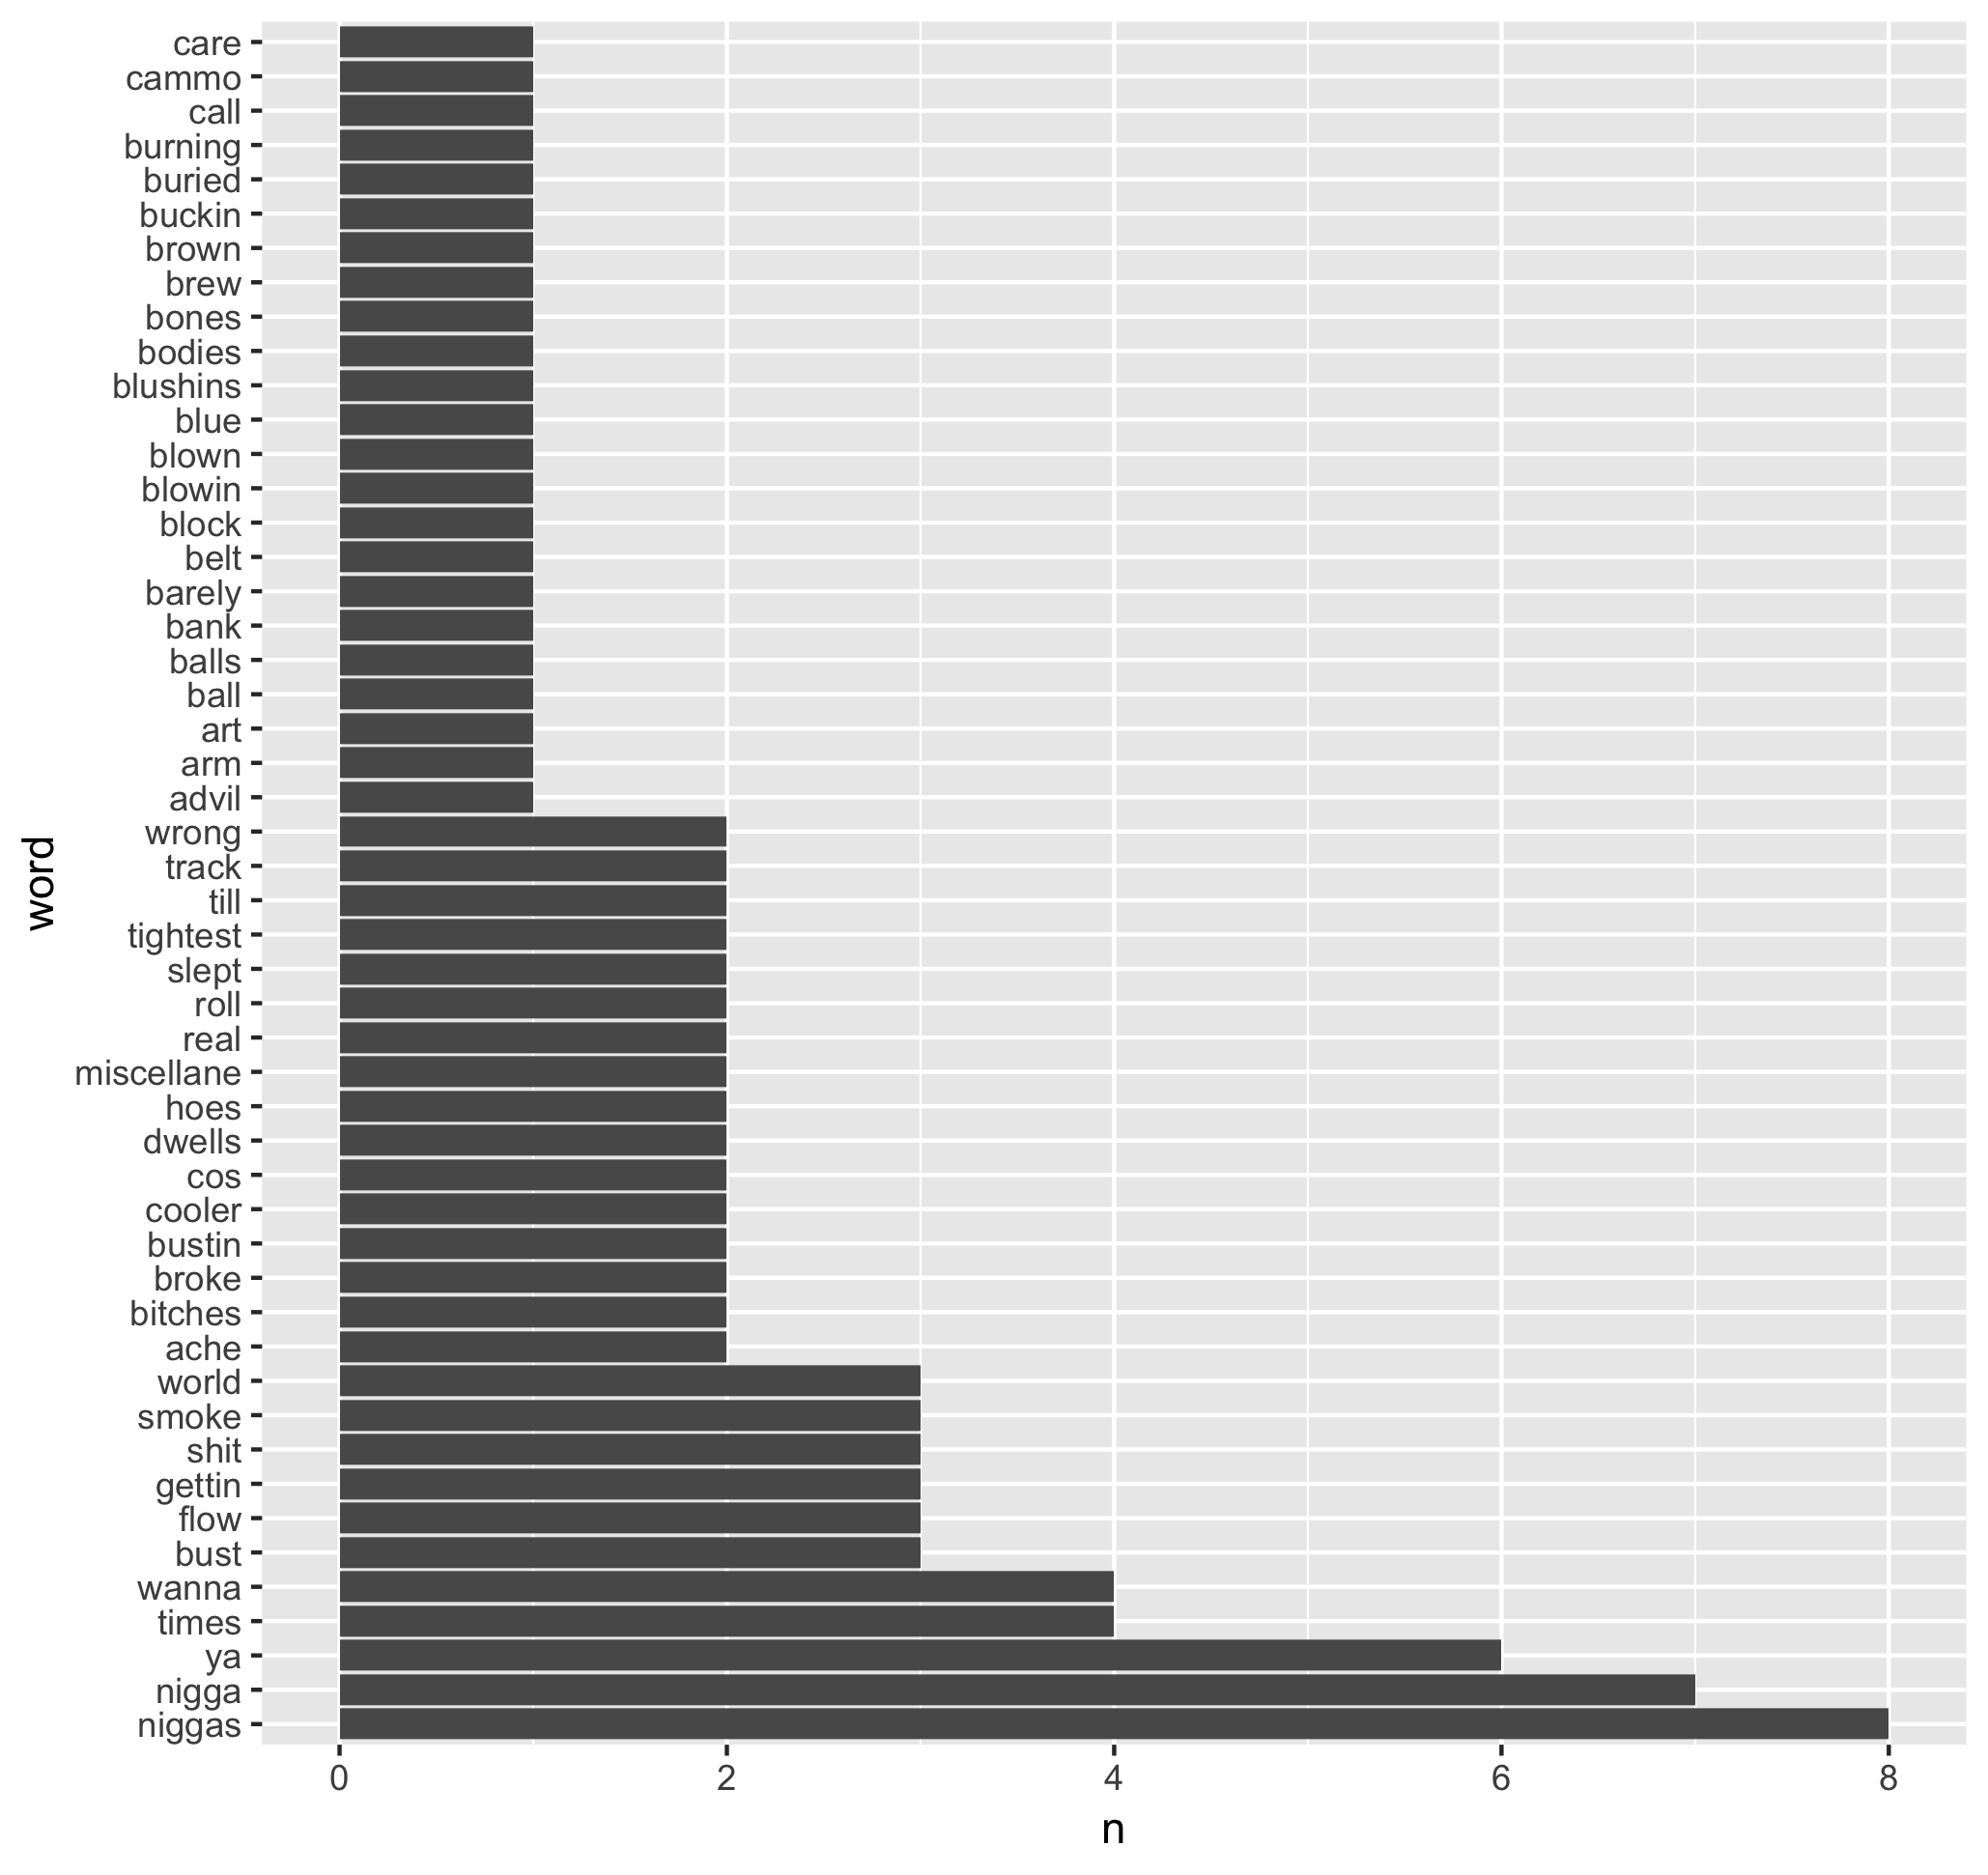 care
cammo
call
burning
buried
buckin
brown
brew
bones
bodies
blushins
blue
blown
blowin
block
belt
barely
bank
balls
ball
art
arm
advil
wrong
track
till
tightest
slept
roll
real
miscellane
hoes
dwells
cos
cooler
bustin
broke
bitches
ache
world
smoke
shit
gettin
flow
bust
wanna
times
ya
nigga
niggas
word
0 2 4 6 8
n